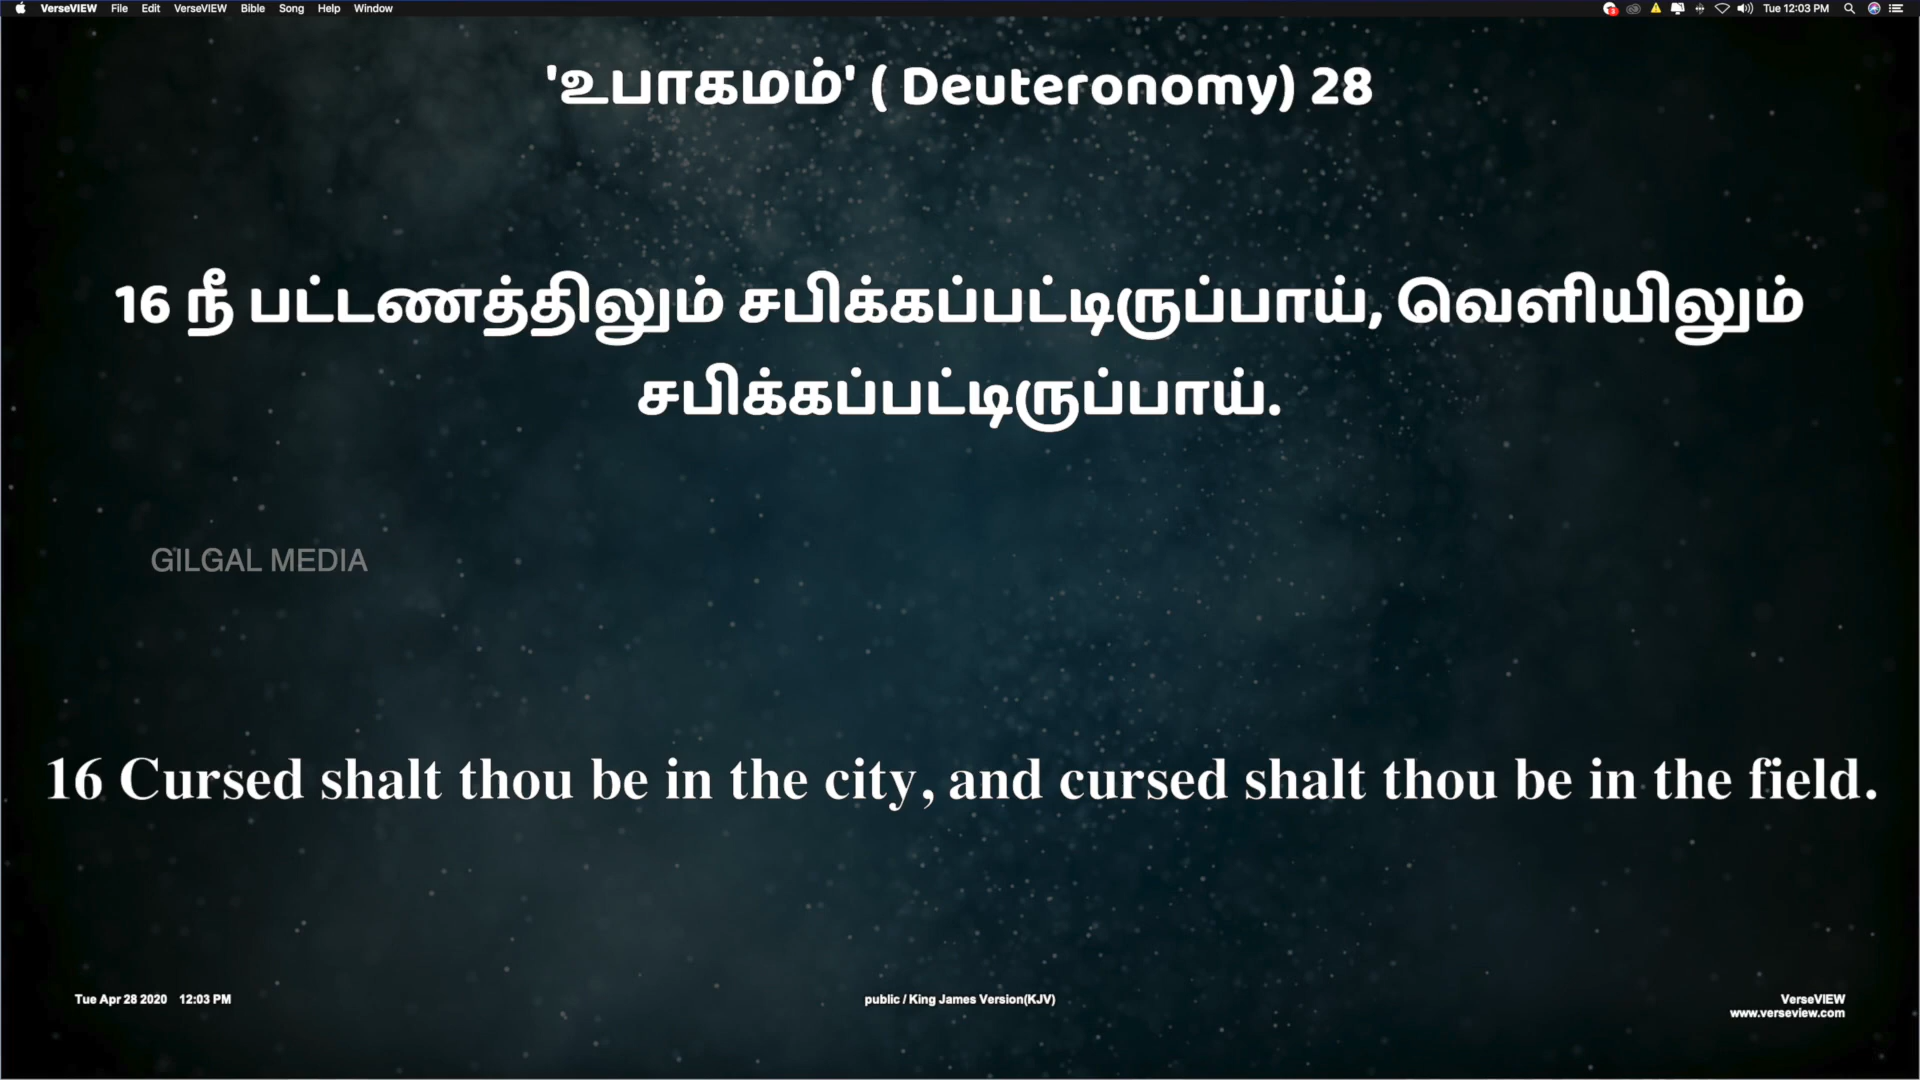 VerseVIEW File Edit VerseVIEW Bible Song Help Window Tue 12:03 PM
'உபாகமம்' ( Deuteronomy) 28
16 நீ பட்டணத்திலும் சபிக்கப்பட்டிருப்பாய், வெளியிலும்
சபிக்கப்பட்டிருப்பாய்.
GILGAL MEDIA
16 Cursed shalt thou be in the city, and cursed shalt thou be in the field.
Tue Apr 28 2020 12:03 PM public / King James Version(KJV) VerseVIEW
www.verseview.com